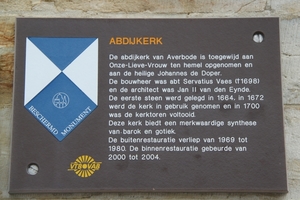 ABDIJKERK
De abdijkerk van Averbode is toegewijd aan
Onze-Lieve-Vrouw ten hemel opgenomen en
aan de heilige Johannes de Doper.
De bouwheer was abt Servatius Vaes (†1698)
en de architect was Jan II van den Eynde.
De eerste steen werd gelegd in 1664, in 1672
werd de kerk in gebruik genomen en in 1700
was de kerktoren voltooid.
Deze kerk biedt een merkwaardige synthese
van barok en gotiek.
De buitenrestauratie verliep van 1969 tot
1980. De binnenrestauratie gebeurde van
2000 tot 2004.
BESCHERMD MONUMENT
VTB-VAB